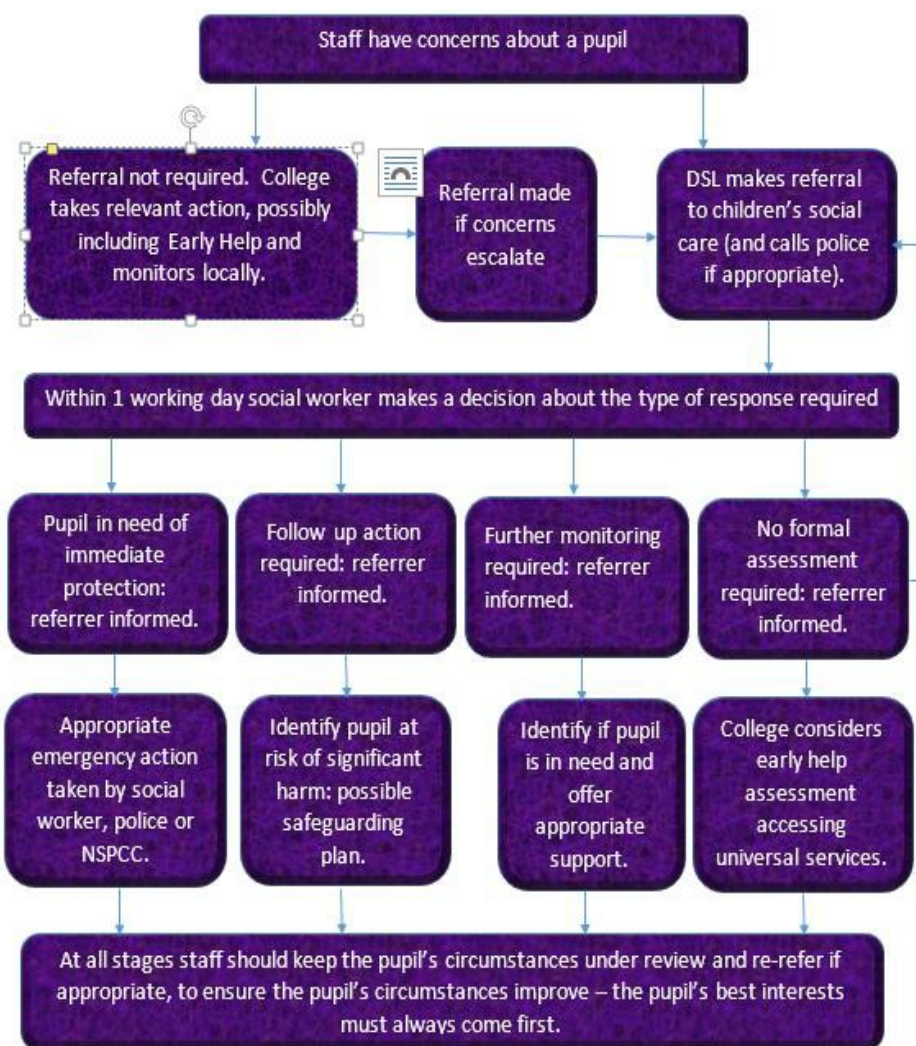 Staff have concerns about a pupil
Referral not required.  College
takes relevant action, possibly
including Early Help and
monitors locally.
Referral made
if concerns
escalate
DSL makes referral
to children’s social
care (and calls police
if appropriate).
Within 1 working day social worker makes a decision about the type of response required
Pupil in need of
immediate
protection:
referrer informed.
Follow up action
required: referrer
informed.
Further monitoring
required: referrer
informed.
No formal
assessment
required: referrer
informed.
Appropriate
emergency action
taken by social
worker, police or
NSPCC.
Identify pupil at
risk of significant
harm: possible
safeguarding
plan.
Identify if pupil
is in need and
offer
appropriate
support.
College considers
early help
assessment
accessing
universal services.
At all stages staff should keep the pupil’s circumstances under review and re-refer if
appropriate, to ensure the pupil’s circumstances improve – the pupil’s best interests
must always come first.